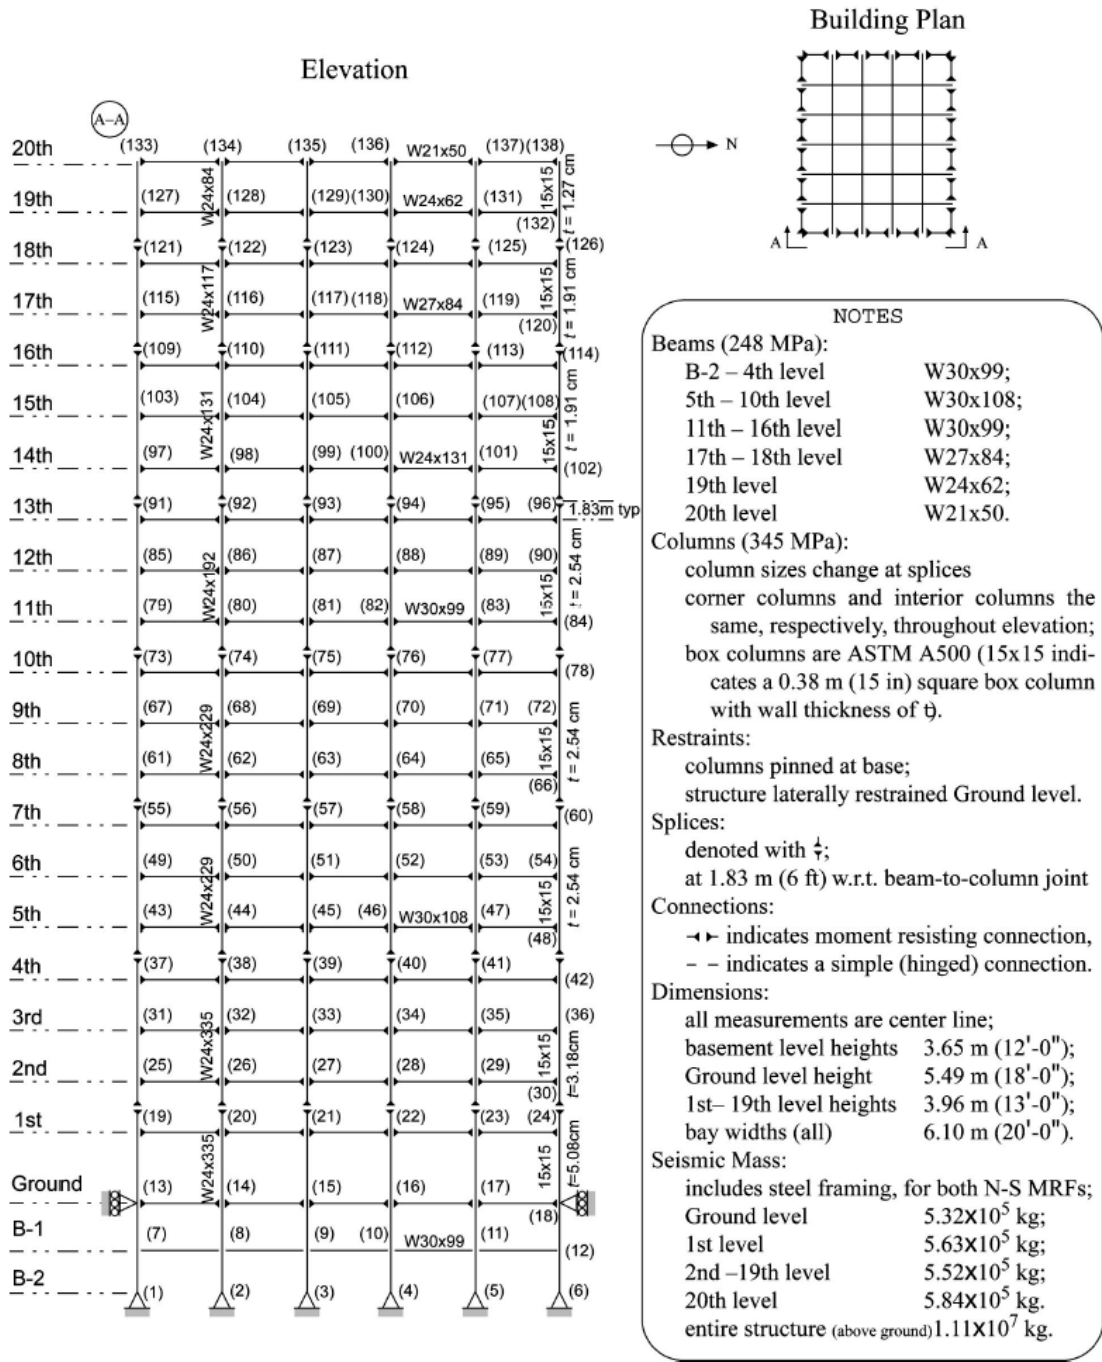 Building Plan
Elevation
N
A A
A–A
20th (133) (134) (135) (136) W21x50 (137)(138)
W24x84 15x15 t = 1.27 cm
19th (127) (128) (129)(130) W24x62 (131)
(132)
18th (121) (122) (123) (124) (125) (126)
W24x117 15x15 t = 1.91 cm
17th (115) (116) (117)(118) W27x84 (119)
(120)
16th (109) (110) (111) (112) (113) (114)
15th (103) (104) (105) (106) (107)(108)
W24x131 15x15 t = 1.91 cm
14th (97) (98) (99) (100) W24x131 (101) (102)
13th (91) (92) (93) (94) (95) (96) 1.83m typ
12th (85) (86) (87) (88) (89) (90)
W24x192 15x15 t = 2.54 cm
11th (79) (80) (81) (82) W30x99 (83) (84)
10th (73) (74) (75) (76) (77) (78)
9th (67) (68) (69) (70) (71) (72)
W24x229 15x15 t = 2.54 cm
8th (61) (62) (63) (64) (65)
(66)
7th (55) (56) (57) (58) (59) (60)
6th (49) (50) (51) (52) (53) (54)
W24x229 15x15 t = 2.54 cm
5th (43) (44) (45) (46) W30x108 (47)
(48)
4th (37) (38) (39) (40) (41) (42)
3rd (31) (32) (33) (34) (35) (36)
W24x335 15x15 t=3.18cm
2nd (25) (26) (27) (28) (29)
(30)
1st (19) (20) (21) (22) (23) (24)
W24x335 15x15 t=5.08cm
Ground (13) (14) (15) (16) (17)
(18)
B-1 (7) (8) (9) (10) W30x99 (11) (12)
B-2 (1) (2) (3) (4) (5) (6)
NOTES
Beams (248 MPa):
B-2 – 4th level W30x99;
5th – 10th level W30x108;
11th – 16th level W30x99;
17th – 18th level W27x84;
19th level W24x62;
20th level W21x50.
Columns (345 MPa):
column sizes change at splices
corner columns and interior columns the
same, respectively, throughout elevation;
box columns are ASTM A500 (15x15 indi-
cates a 0.38 m (15 in) square box column
with wall thickness of t).
Restraints:
columns pinned at base;
structure laterally restrained Ground level.
Splices:
denoted with ;
at 1.83 m (6 ft) w.r.t. beam-to-column joint
Connections:
indicates moment resisting connection,
– – indicates a simple (hinged) connection.
Dimensions:
all measurements are center line;
basement level heights 3.65 m (12'-0");
Ground level height 5.49 m (18'-0");
1st– 19th level heights 3.96 m (13'-0");
bay widths (all) 6.10 m (20'-0").
Seismic Mass:
includes steel framing, for both N-S MRFs;
Ground level 5.32X10⁵ kg;
1st level 5.63X10⁵ kg;
2nd –19th level 5.52X10⁵ kg;
20th level 5.84X10⁵ kg.
entire structure (above ground)1.11X10⁷ kg.